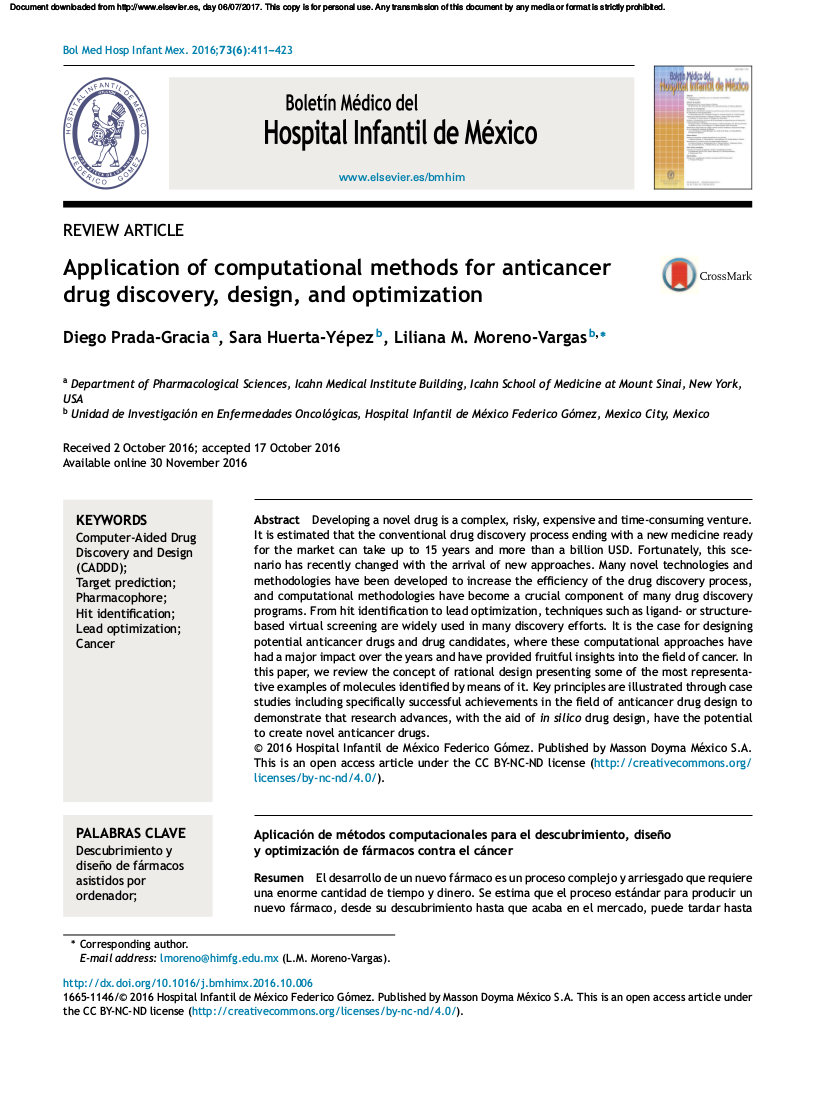 Document downloaded from http://www.elsevier.es, day 06/07/2017. This copy is for personal use. Any transmission of this document by any media or format is strictly prohibited.
Bol Med Hosp Infant Mex. 2016;73(6):411---423
HOSPITAL INFANTIL DE MEXICO
FEDERICO GOMEZ
Boletín Médico del
Hospital Infantil de México
www.elsevier.es/bmhim
Boletín Médico del
Hospital Infantil de México
REVIEW ARTICLE
Application of computational methods for anticancer
drug discovery, design, and optimization
CrossMark
Diego Prada-Gracia a, Sara Huerta-Yépez b, Liliana M. Moreno-Vargas b,*
a Department of Pharmacological Sciences, Icahn Medical Institute Building, Icahn School of Medicine at Mount Sinai, New York,
USA
b Unidad de Investigación en Enfermedades Oncológicas, Hospital Infantil de México Federico Gómez, Mexico City, Mexico
Received 2 October 2016; accepted 17 October 2016
Available online 30 November 2016
KEYWORDS
Computer-Aided Drug
Discovery and Design
(CADDD);
Target prediction;
Pharmacophore;
Hit identification;
Lead optimization;
Cancer
Abstract Developing a novel drug is a complex, risky, expensive and time-consuming venture.
It is estimated that the conventional drug discovery process ending with a new medicine ready
for the market can take up to 15 years and more than a billion USD. Fortunately, this sce-
nario has recently changed with the arrival of new approaches. Many novel technologies and
methodologies have been developed to increase the efficiency of the drug discovery process,
and computational methodologies have become a crucial component of many drug discovery
programs. From hit identification to lead optimization, techniques such as ligand- or structure-
based virtual screening are widely used in many discovery efforts. It is the case for designing
potential anticancer drugs and drug candidates, where these computational approaches have
had a major impact over the years and have provided fruitful insights into the field of cancer. In
this paper, we review the concept of rational design presenting some of the most representa-
tive examples of molecules identified by means of it. Key principles are illustrated through case
studies including specifically successful achievements in the field of anticancer drug design to
demonstrate that research advances, with the aid of in silico drug design, have the potential
to create novel anticancer drugs.
© 2016 Hospital Infantil de México Federico Gómez. Published by Masson Doyma México S.A.
This is an open access article under the CC BY-NC-ND license (http://creativecommons.org/
licenses/by-nc-nd/4.0/).
PALABRAS CLAVE
Descubrimiento y
diseño de fármacos
asistidos por
ordenador;
Aplicación de métodos computacionales para el descubrimiento, diseño
y optimización de fármacos contra el cáncer
Resumen El desarrollo de un nuevo fármaco es un proceso complejo y arriesgado que requiere
una enorme cantidad de tiempo y dinero. Se estima que el proceso estándar para producir un
nuevo fármaco, desde su descubrimiento hasta que acaba en el mercado, puede tardar hasta
* Corresponding author.
E-mail address: lmoreno@himfg.edu.mx (L.M. Moreno-Vargas).
http://dx.doi.org/10.1016/j.bmhimx.2016.10.006
1665-1146/© 2016 Hospital Infantil de México Federico Gómez. Published by Masson Doyma México S.A. This is an open access article under
the CC BY-NC-ND license (http://creativecommons.org/licenses/by-nc-nd/4.0/).